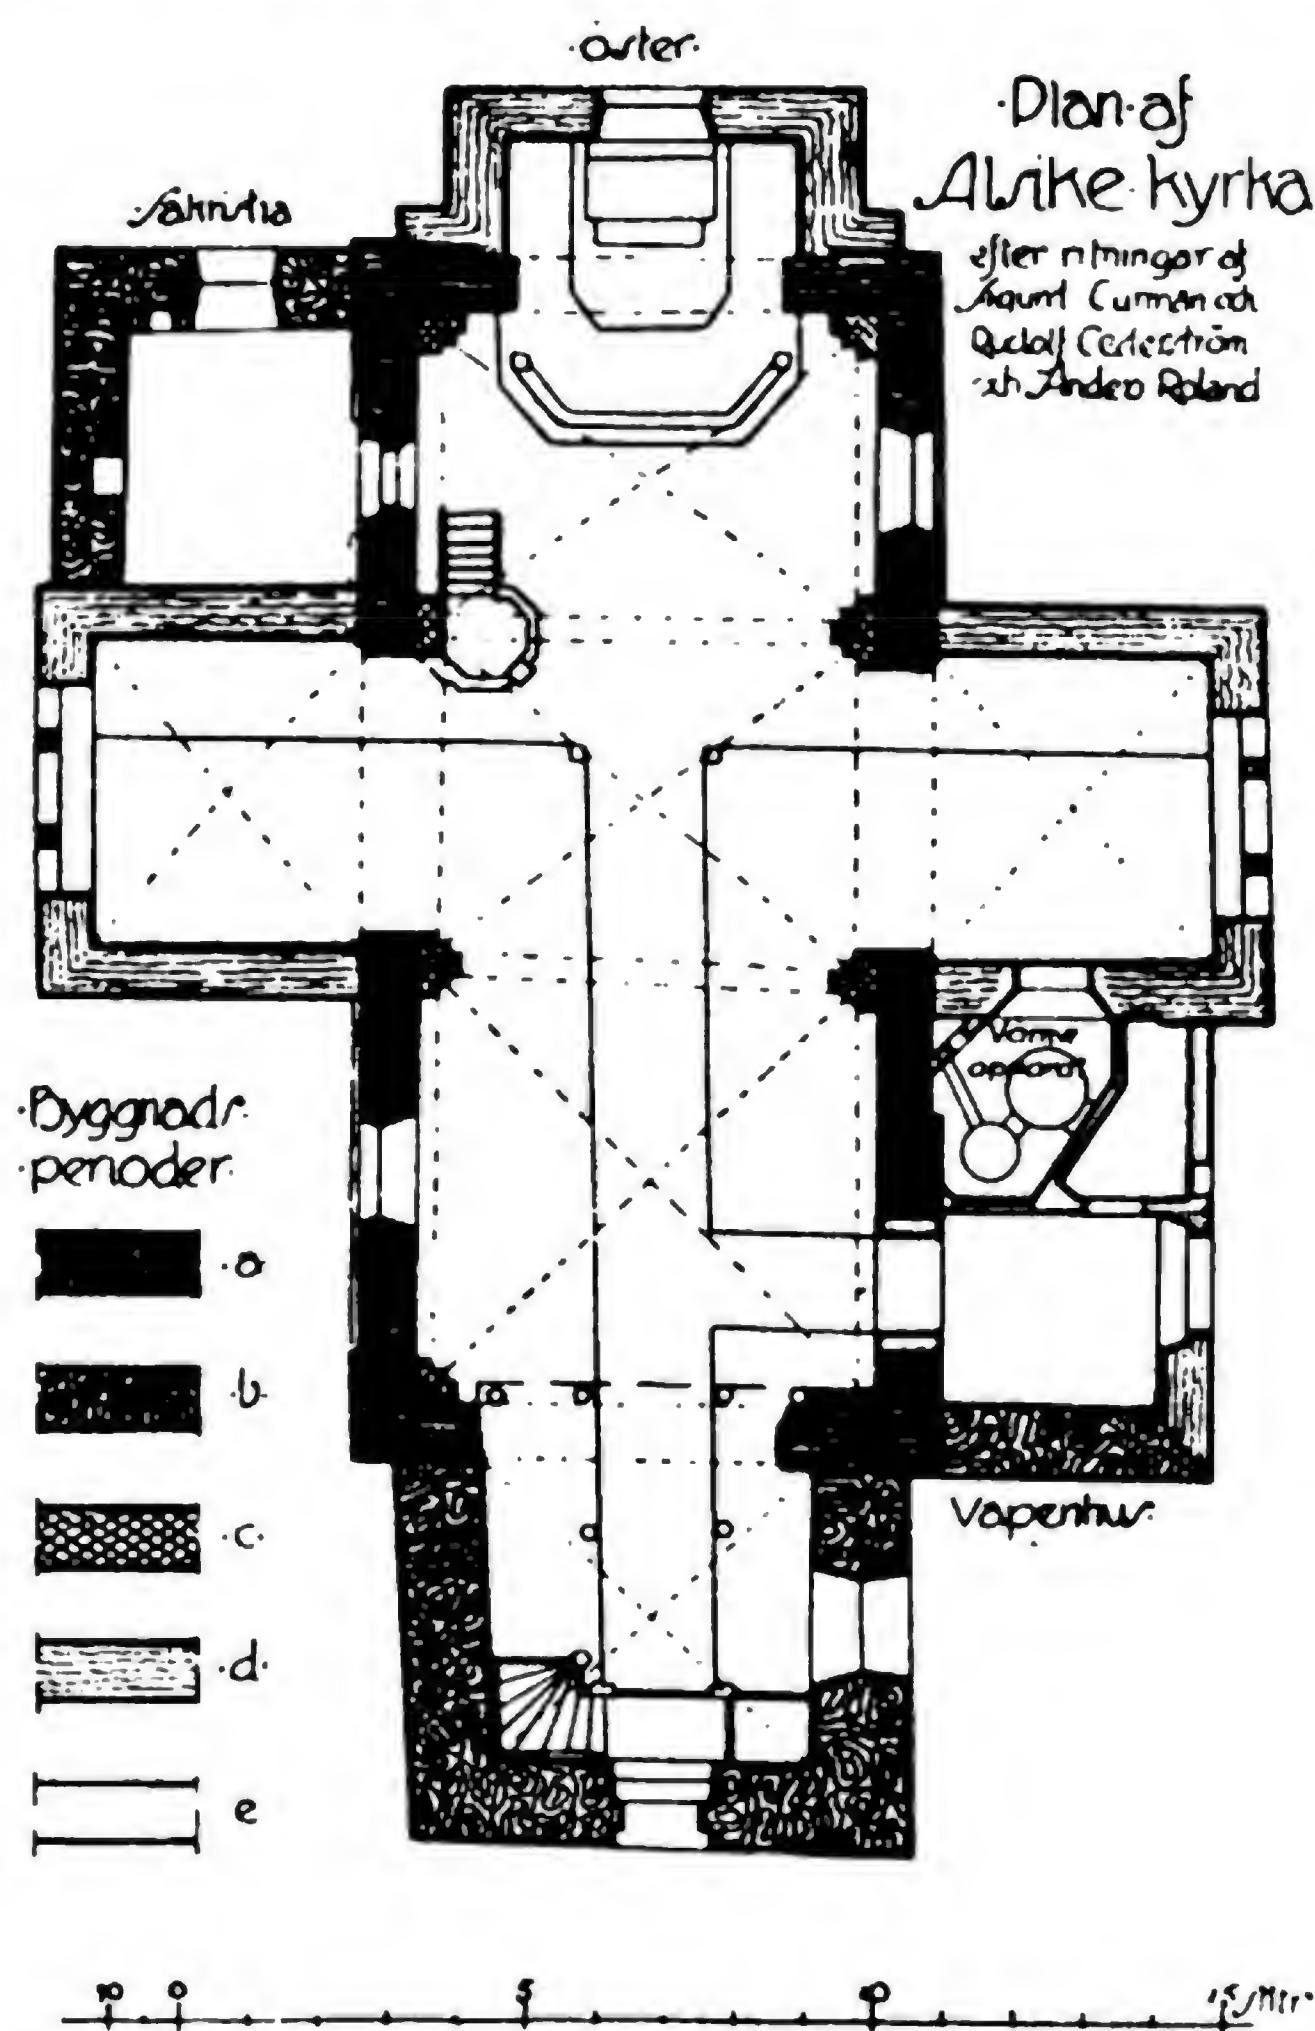 ·öster·
·Plan·af
Alsike·kyrka
efter ritningar af
Sigurd Curman och
Rudolf Cederström
och Anders Roland
·Sakristia
Värme
apparat
·Byggnads·
·perioder·
·a·
·b·
·c·
·d·
e
Vapenhus·
10 0 5 10 15 Mtr·